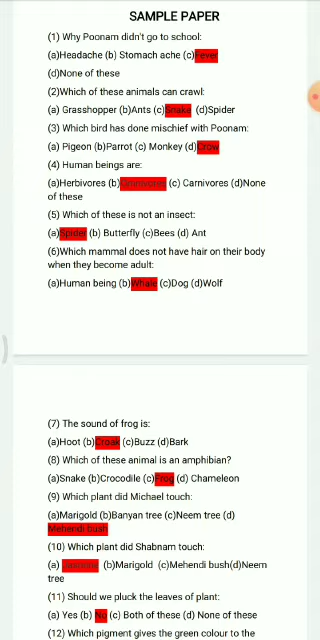 SAMPLE PAPER
(1) Why Poonam didn't go to school:
(a)Headache (b) Stomach ache (c)Fever
(d)None of these
(2)Which of these animals can crawl:
(a) Grasshopper (b)Ants (c)Snake (d)Spider
(3) Which bird has done mischief with Poonam:
(a) Pigeon (b)Parrot (c) Monkey (d)Crow
(4) Human beings are:
(a)Herbivores (b)Omnivores (c) Carnivores (d)None
of these
(5) Which of these is not an insect:
(a)Spider (b) Butterfly (c)Bees (d) Ant
(6)Which mammal does not have hair on their body
when they become adult:
(a)Human being (b)Whale (c)Dog (d)Wolf
(7) The sound of frog is:
(a)Hoot (b)Croak (c)Buzz (d)Bark
(8) Which of these animal is an amphibian?
(a)Snake (b)Crocodile (c)Frog (d) Chameleon
(9) Which plant did Michael touch:
(a)Marigold (b)Banyan tree (c)Neem tree (d)
Mehendi bush
(10) Which plant did Shabnam touch:
(a) Jasmine (b)Marigold (c)Mehendi bush(d)Neem
tree
(11) Should we pluck the leaves of plant:
(a) Yes (b) No (c) Both of these (d) None of these
(12) Which pigment gives the green colour to the